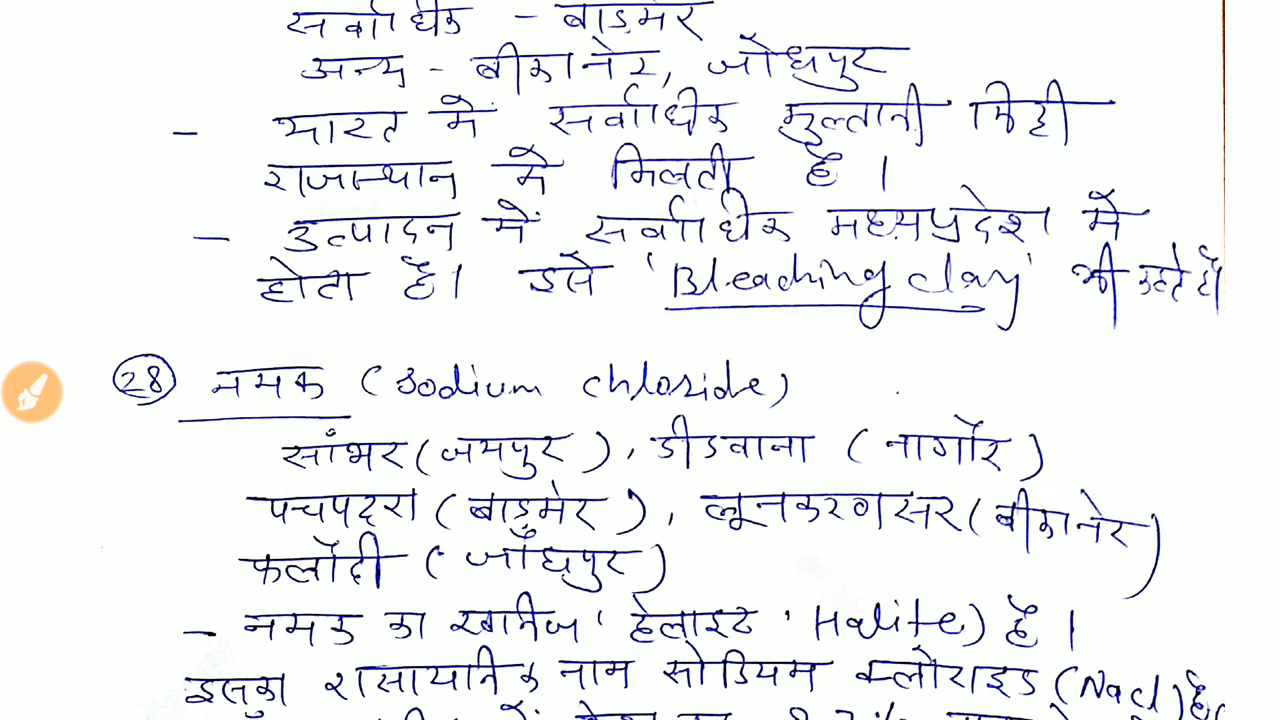 सर्वाधिक - बाड़मेर
अन्य - बीकानेर, जोधपुर
- भारत में सर्वाधिक मुल्तानी मिट्टी
राजस्थान में मिलती है।
- उत्पादन में सर्वाधिक मध्यप्रदेश में
होता है। इसे 'Bleaching clay' भी कहते हैं
28 नमक (sodium chloride)
सांभर (जयपुर), डीडवाना (नागौर)
पचपदरा (बाड़मेर), लूनकरणसर (बीकानेर)
फलौदी (जोधपुर)
- नमक का खनिज 'हेलाइट' Halite) है।
इसका रासायनिक नाम सोडियम क्लोराइड (Nacl) है